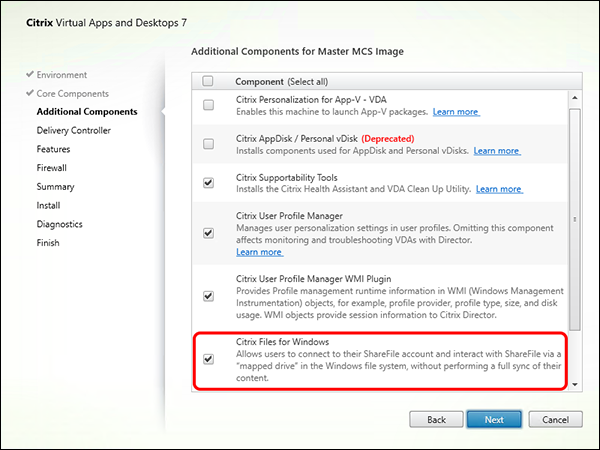 Citrix Virtual Apps and Desktops 7
Additional Components for Master MCS Image
Environment
Core Components
Additional Components
Delivery Controller
Features
Firewall
Summary
Install
Diagnostics
Finish
Component (Select all)
Citrix Personalization for App-V - VDA
Enables this machine to launch App-V packages. Learn more
Citrix AppDisk / Personal vDisk (Deprecated)
Installs components used for AppDisk and Personal vDisks. Learn more
Citrix Supportability Tools
Installs the Citrix Health Assistant and VDA Clean Up Utility. Learn more
Citrix User Profile Manager
Manages user personalization settings in user profiles. Omitting this component
affects monitoring and troubleshooting VDAs with Director.
Learn more
Citrix User Profile Manager WMI Plugin
Provides Profile management runtime information in WMI (Windows Management
Instrumentation) objects, for example, profile provider, profile type, size, and disk
usage. WMI objects provide session information to Citrix Director.
Citrix Files for Windows
Allows users to connect to their ShareFile account and interact with ShareFile via a
"mapped drive" in the Windows file system, without performing a full sync of their
content.
Back
Next
Cancel